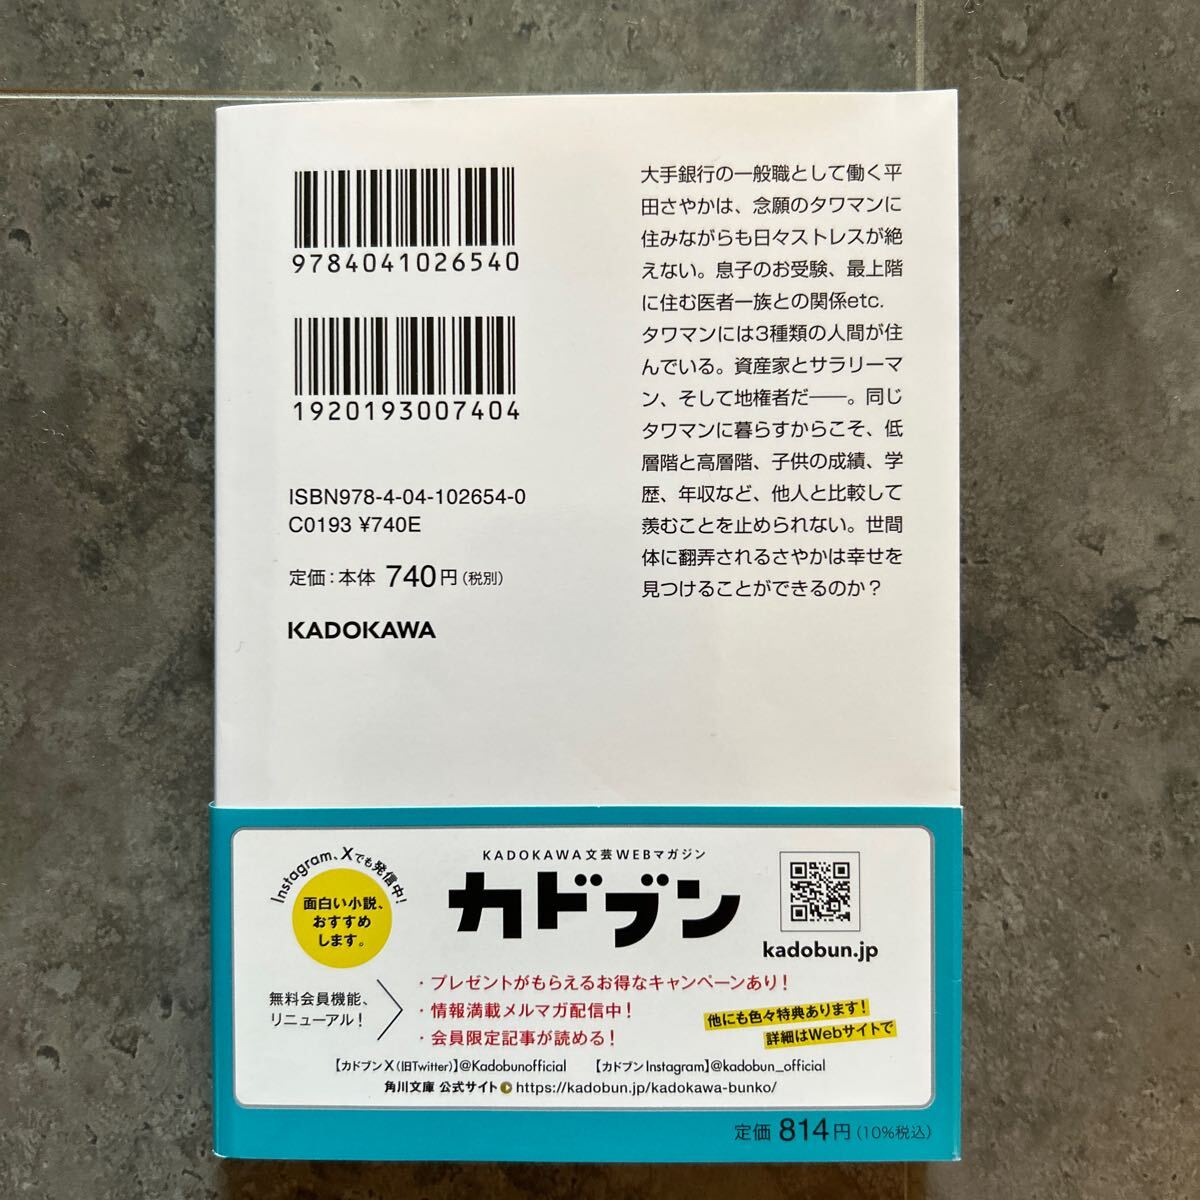 9784041026540
1920193007404
ISBN978-4-04-102654-0
C0193 ¥740E
定価：本体 740円（税別）
KADOKAWA
大手銀行の一般職として働く平
田さやかは、念願のタワマンに
住みながらも日々ストレスが絶
えない。息子のお受験、最上階
に住む医者一族との関係etc.
タワマンには3種類の人間が住
んでいる。資産家とサラリーマ
ン、そして地権者だ――。同じ
タワマンに暮らすからこそ、低
層階と高層階、子供の成績、学
歴、年収など、他人と比較して
羨むことを止められない。世間
体に翻弄されるさやかは幸せを
見つけることができるのか？
Instagram、Xでも発信中！
面白い小説、
おすすめ
します。
KADOKAWA文芸WEBマガジン
カドブン
kadobun.jp
無料会員機能、
リニューアル！
・プレゼントがもらえるお得なキャンペーンあり！
・情報満載メルマガ配信中！
・会員限定記事が読める！
他にも色々特典あります！
詳細はWebサイトで
【カドブンX（旧Twitter）】@Kadobunofficial 【カドブンInstagram】@kadobun_official
角川文庫 公式サイト https://kadobun.jp/kadokawa-bunko/
定価 814円（10%税込）